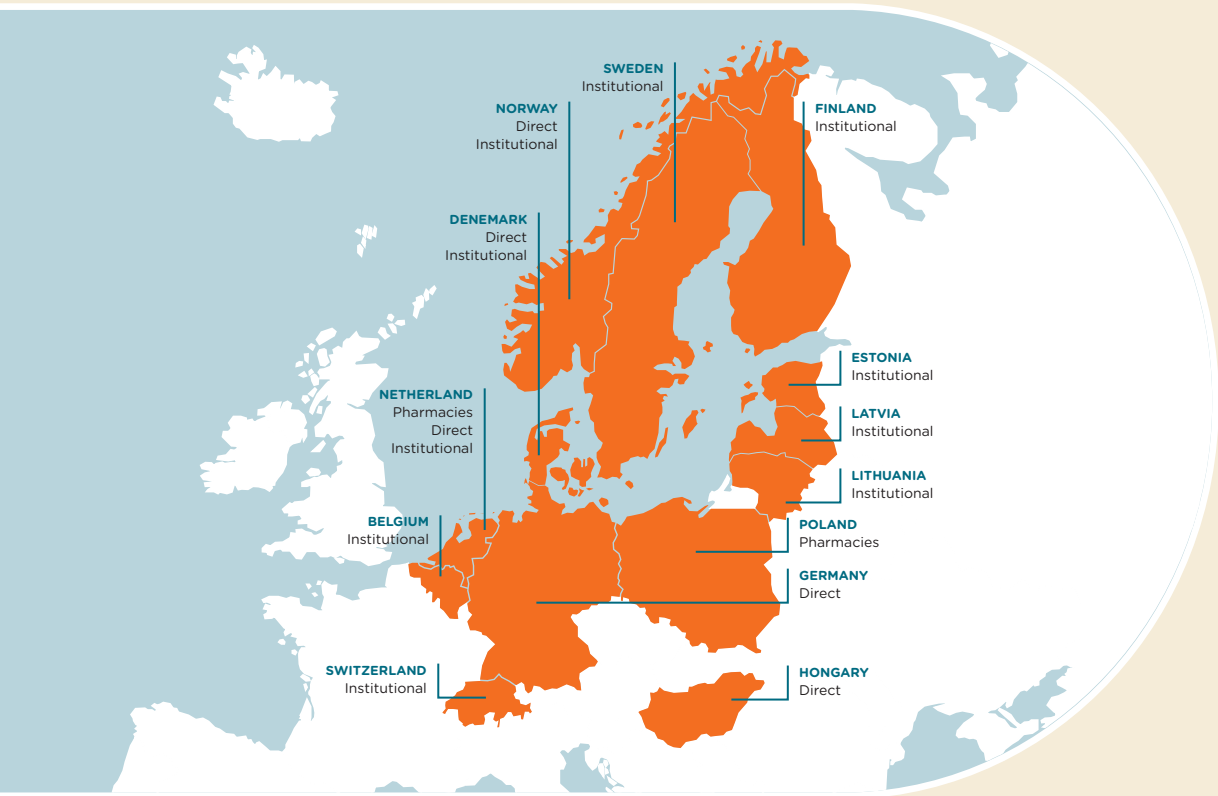 SWEDEN
Institutional
NORWAY
Direct
Institutional
FINLAND
Institutional
DENEMARK
Direct
Institutional
ESTONIA
Institutional
NETHERLAND
Pharmacies
Direct
Institutional
LATVIA
Institutional
LITHUANIA
Institutional
BELGIUM
Institutional
POLAND
Pharmacies
GERMANY
Direct
SWITZERLAND
Institutional
HONGARY
Direct